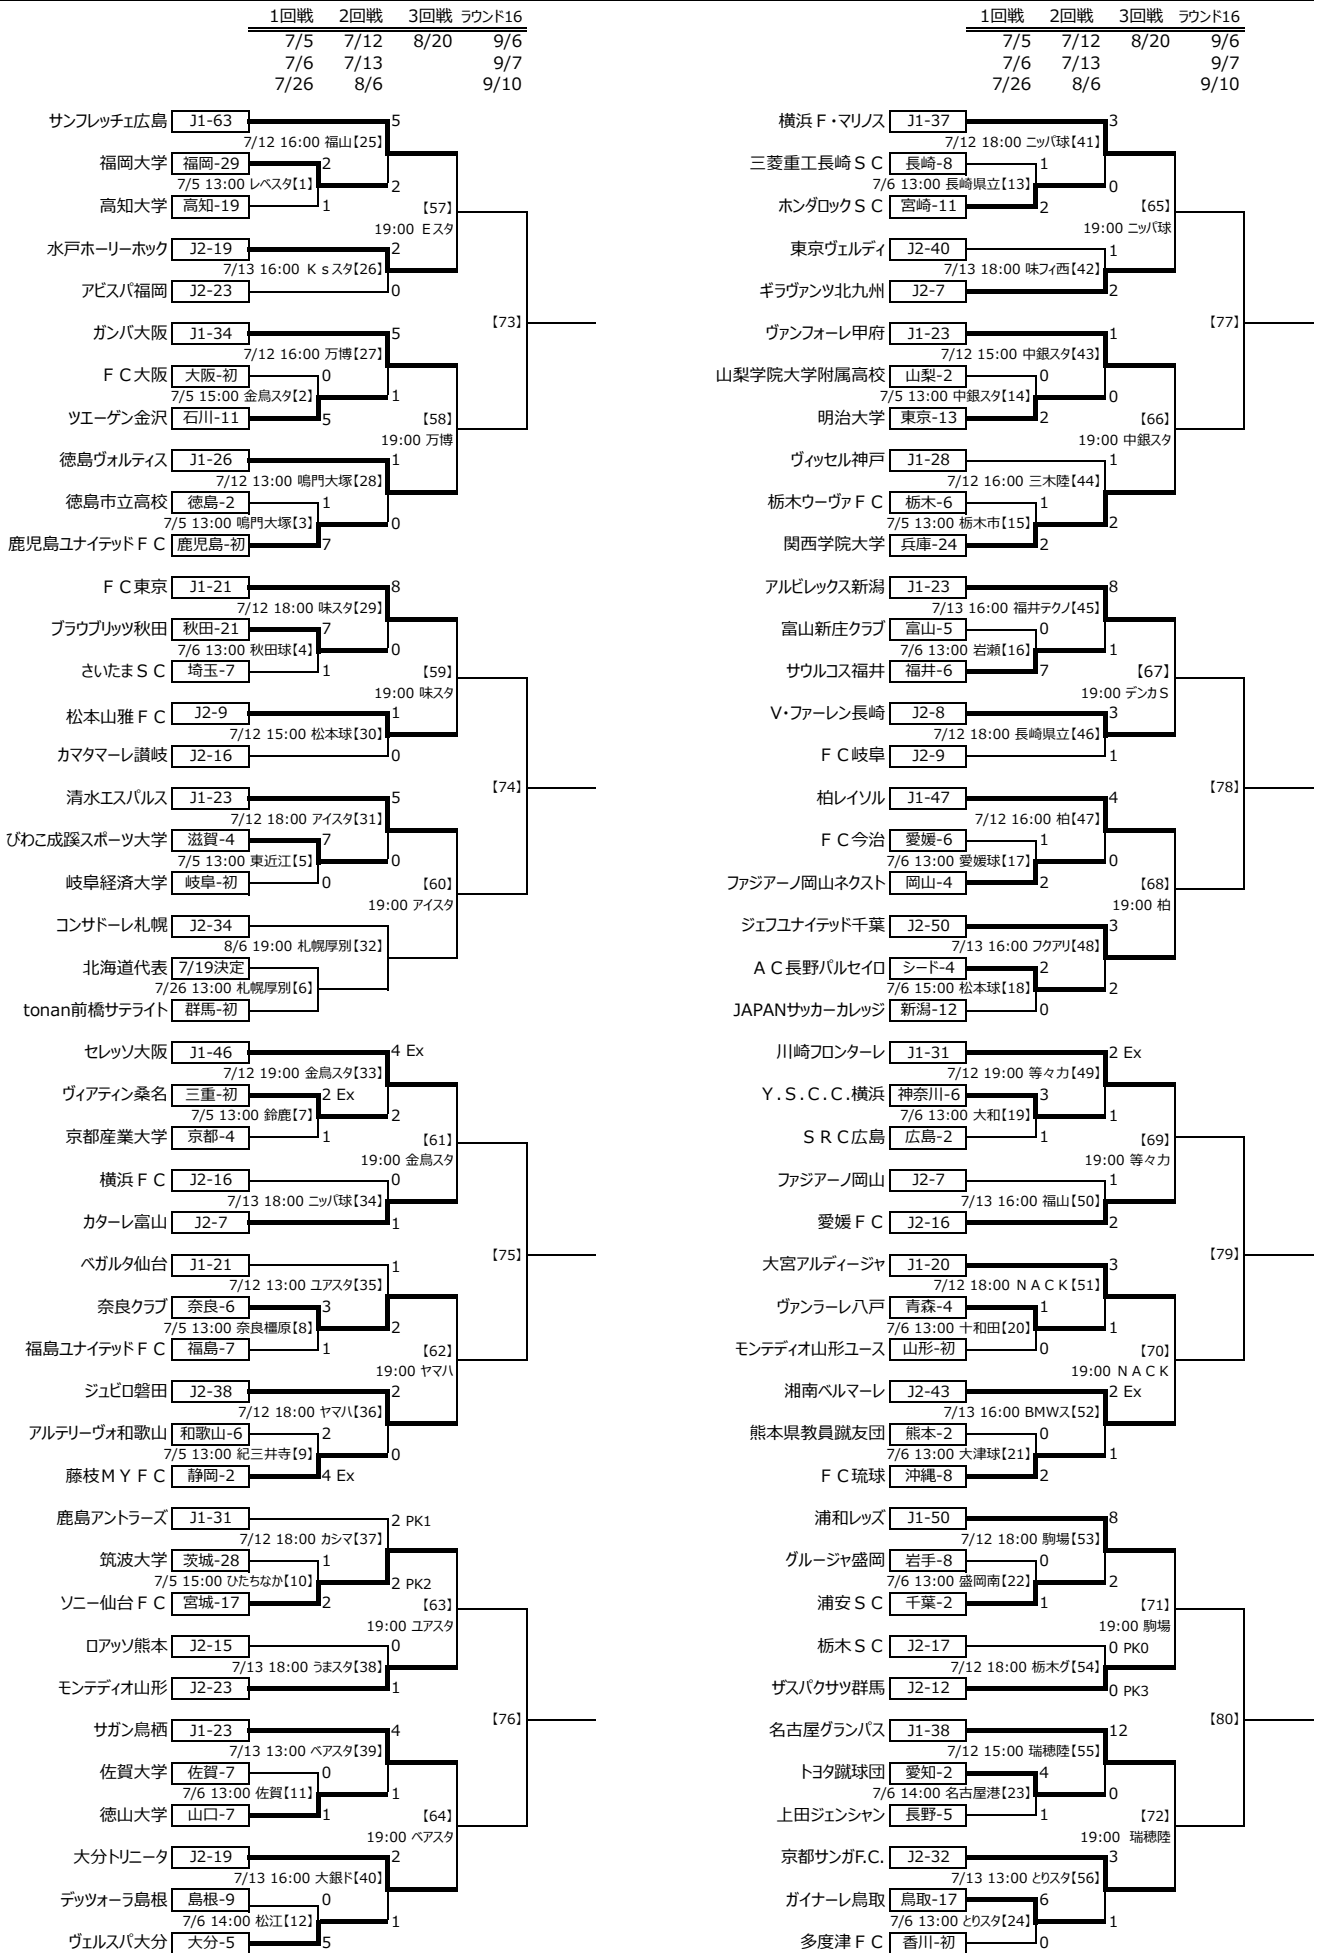 1回戦 2回戦 3回戦 ラウンド16
7/5 7/12 8/20 9/6
7/6 7/13 9/7
7/26 8/6 9/10
サンフレッチェ広島 J1-63 5
7/12 16:00 福山【25】
福岡大学 福岡-29 2
7/5 13:00 レベスタ【1】 2
高知大学 高知-19 1 【57】
19:00 Eスタ
水戸ホーリーホック J2-19 2
7/13 16:00 Ksスタ【26】
アビスパ福岡 J2-23 0
【73】
ガンバ大阪 J1-34 5
7/12 16:00 万博【27】
FC大阪 大阪-初 0
7/5 15:00 金鳥スタ【2】 1
ツエーゲン金沢 石川-11 5 【58】
19:00 万博
徳島ヴォルティス J1-26 1
7/12 13:00 鳴門大塚【28】
徳島市立高校 徳島-2 1
7/5 13:00 鳴門大塚【3】 0
鹿児島ユナイテッドFC 鹿児島-初 7
FC東京 J1-21 8
7/12 18:00 味スタ【29】
ブラウブリッツ秋田 秋田-21 7
7/6 13:00 秋田球【4】 0
さいたまSC 埼玉-7 1 【59】
19:00 味スタ
松本山雅FC J2-9 1
7/12 15:00 松本球【30】
カマタマーレ讃岐 J2-16 0
【74】
清水エスパルス J1-23 5
7/12 18:00 アイスタ【31】
びわこ成蹊スポーツ大学 滋賀-4 7
7/5 13:00 東近江【5】 0
岐阜経済大学 岐阜-初 0 【60】
19:00 アイスタ
コンサドーレ札幌 J2-34
8/6 19:00 札幌厚別【32】
北海道代表 7/19決定
7/26 13:00 札幌厚別【6】
tonan前橋サテライト 群馬-初
セレッソ大阪 J1-46 4 Ex
7/12 19:00 金鳥スタ【33】
ヴィアティン桑名 三重-初 2 Ex
7/5 13:00 鈴鹿【7】 2
京都産業大学 京都-4 1 【61】
19:00 金鳥スタ
横浜FC J2-16 0
7/13 18:00 ニッパ球【34】
カターレ富山 J2-7 1
【75】
ベガルタ仙台 J1-21 1
7/12 13:00 ユアスタ【35】
奈良クラブ 奈良-6 3
7/5 13:00 奈良橿原【8】 2
福島ユナイテッドFC 福島-7 1 【62】
19:00 ヤマハ
ジュビロ磐田 J2-38 2
7/12 18:00 ヤマハ【36】
アルテリーヴォ和歌山 和歌山-6 2
7/5 13:00 紀三井寺【9】 0
藤枝MYFC 静岡-2 4 Ex
鹿島アントラーズ J1-31 2 PK1
7/12 18:00 カシマ【37】
筑波大学 茨城-28 1
7/5 15:00 ひたちなか【10】 2 PK2
ソニー仙台FC 宮城-17 2 【63】
19:00 ユアスタ
ロアッソ熊本 J2-15 0
7/13 18:00 うまスタ【38】
モンテディオ山形 J2-23 1
【76】
サガン鳥栖 J1-23 4
7/13 13:00 ベアスタ【39】
佐賀大学 佐賀-7 0
7/6 13:00 佐賀【11】 1
徳山大学 山口-7 1 【64】
19:00 ベアスタ
大分トリニータ J2-19 2
7/13 16:00 大銀ド【40】
デッツォーラ島根 島根-9 0
7/6 14:00 松江【12】 1
ヴェルスパ大分 大分-5 5
1回戦 2回戦 3回戦 ラウンド16
7/5 7/12 8/20 9/6
7/6 7/13 9/7
7/26 8/6 9/10
横浜F・マリノス J1-37 3
7/12 18:00 ニッパ球【41】
三菱重工長崎SC 長崎-8 1
7/6 13:00 長崎県立【13】 0
ホンダロックSC 宮崎-11 2 【65】
19:00 ニッパ球
東京ヴェルディ J2-40 1
7/13 18:00 味フィ西【42】
ギラヴァンツ北九州 J2-7 2
【77】
ヴァンフォーレ甲府 J1-23 1
7/12 15:00 中銀スタ【43】
山梨学院大学附属高校 山梨-2 0
7/5 13:00 中銀スタ【14】 0
明治大学 東京-13 2 【66】
19:00 中銀スタ
ヴィッセル神戸 J1-28 1
7/12 16:00 三木陸【44】
栃木ウーヴァFC 栃木-6 1
7/5 13:00 栃木市【15】 2
関西学院大学 兵庫-24 2
アルビレックス新潟 J1-23 8
7/13 16:00 福井テクノ【45】
富山新庄クラブ 富山-5 0
7/6 13:00 岩瀬【16】 1
サウルコス福井 福井-6 7 【67】
19:00 デンカS
V・ファーレン長崎 J2-8 3
7/12 18:00 長崎県立【46】
FC岐阜 J2-9 1
【78】
柏レイソル J1-47 4
7/12 16:00 柏【47】
FC今治 愛媛-6 1
7/6 13:00 愛媛球【17】 0
ファジアーノ岡山ネクスト 岡山-4 2 【68】
19:00 柏
ジェフユナイテッド千葉 J2-50 3
7/13 16:00 フクアリ【48】
AC長野パルセイロ シード-4 2
7/6 15:00 松本球【18】 2
JAPANサッカーカレッジ 新潟-12 0
川崎フロンターレ J1-31 2 Ex
7/12 19:00 等々力【49】
Y.S.C.C.横浜 神奈川-6 3
7/6 13:00 大和【19】 1
SRC広島 広島-2 1 【69】
19:00 等々力
ファジアーノ岡山 J2-7 1
7/13 16:00 福山【50】
愛媛FC J2-16 2
【79】
大宮アルディージャ J1-20 3
7/12 18:00 NACK【51】
ヴァンラーレ八戸 青森-4 1
7/6 13:00 十和田【20】 1
モンテディオ山形ユース 山形-初 0 【70】
19:00 NACK
湘南ベルマーレ J2-43 2 Ex
7/13 16:00 BMWス【52】
熊本県教員蹴友団 熊本-2 0
7/6 13:00 大津球【21】 1
FC琉球 沖縄-8 2
浦和レッズ J1-50 8
7/12 18:00 駒場【53】
グルージャ盛岡 岩手-8 0
7/6 13:00 盛岡南【22】 2
浦安SC 千葉-2 1 【71】
19:00 駒場
栃木SC J2-17 0 PK0
7/12 18:00 栃木グ【54】
ザスパクサツ群馬 J2-12 0 PK3
【80】
名古屋グランパス J1-38 12
7/12 15:00 瑞穂陸【55】
トヨタ蹴球団 愛知-2 4
7/6 14:00 名古屋港【23】 0
上田ジェンシャン 長野-5 1 【72】
19:00 瑞穂陸
京都サンガF.C. J2-32 3
7/13 13:00 とりスタ【56】
ガイナーレ鳥取 鳥取-17 6
7/6 13:00 とりスタ【24】 1
多度津FC 香川-初 0